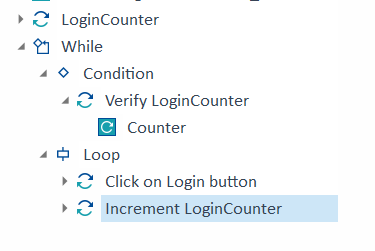 LoginCounter
While
Condition
Verify LoginCounter
Counter
Loop
Click on Login button
Increment LoginCounter